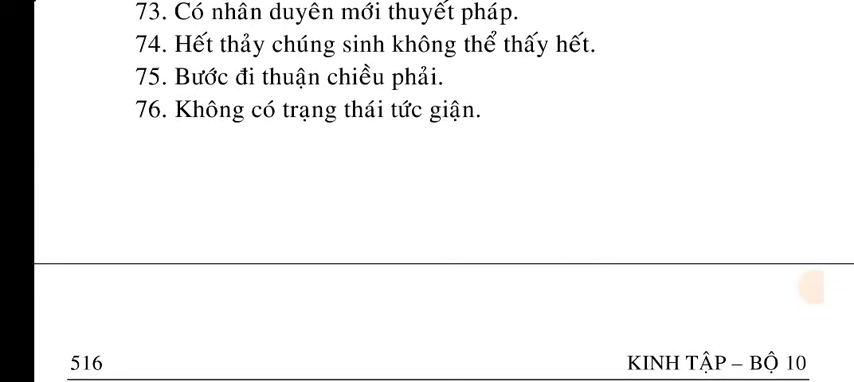 73. Có nhân duyên mới thuyết pháp.
74. Hết thảy chúng sinh không thể thấy hết.
75. Bước đi thuận chiều phải.
76. Không có trạng thái tức giận.
516 KINH TẬP – BỘ 10